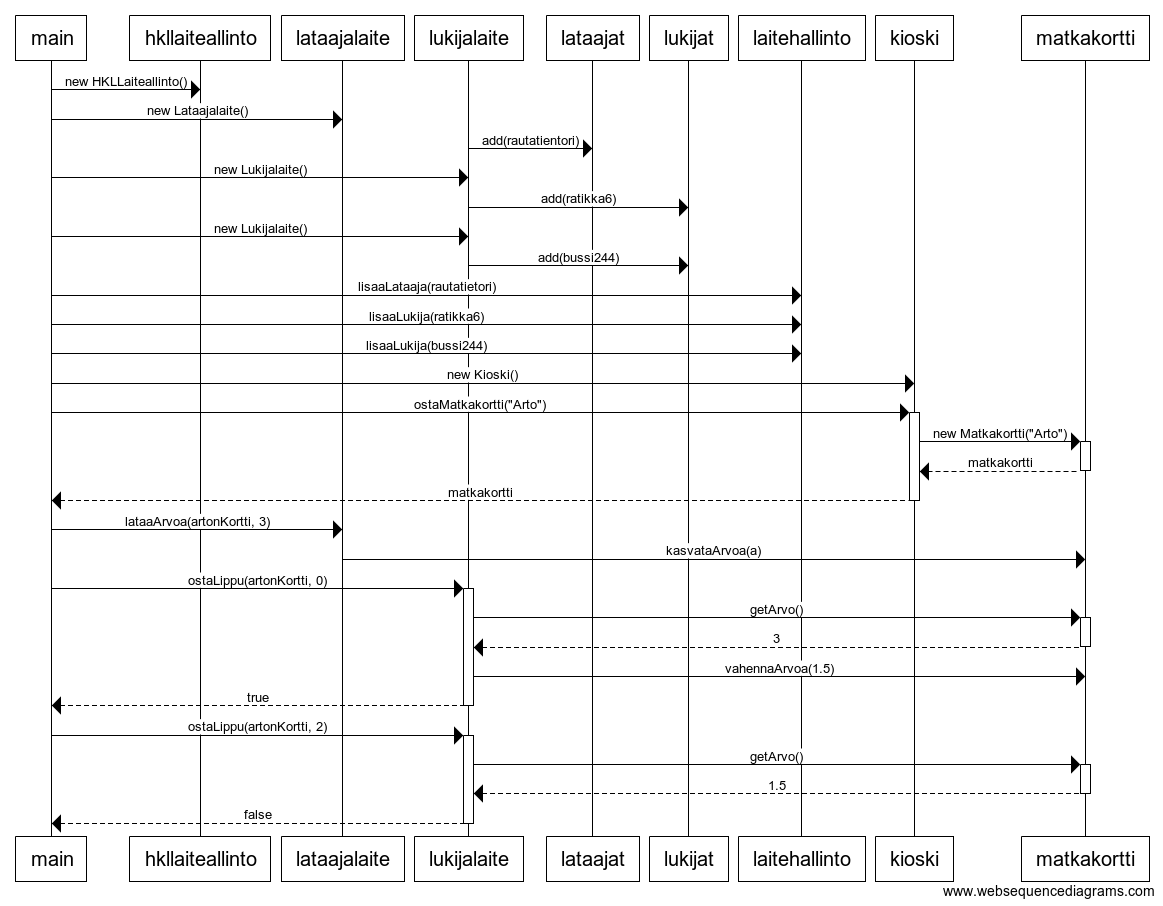 main hkllaiteallinto lataajalaite lukijalaite lataajat lukijat laitehallinto kioski matkakortti
new HKLLaiteallinto()
new Lataajalaite()
add(rautatientori)
new Lukijalaite()
add(ratikka6)
new Lukijalaite()
add(bussi244)
lisaaLataaja(rautatietori)
lisaaLukija(ratikka6)
lisaaLukija(bussi244)
new Kioski()
ostaMatkakortti("Arto")
new Matkakortti("Arto")
matkakortti
matkakortti
lataaArvoa(artonKortti, 3)
kasvataArvoa(a)
ostaLippu(artonKortti, 0)
getArvo()
3
vahennaArvoa(1.5)
true
ostaLippu(artonKortti, 2)
getArvo()
1.5
false
main hkllaiteallinto lataajalaite lukijalaite lataajat lukijat laitehallinto kioski matkakortti
www.websequencediagrams.com